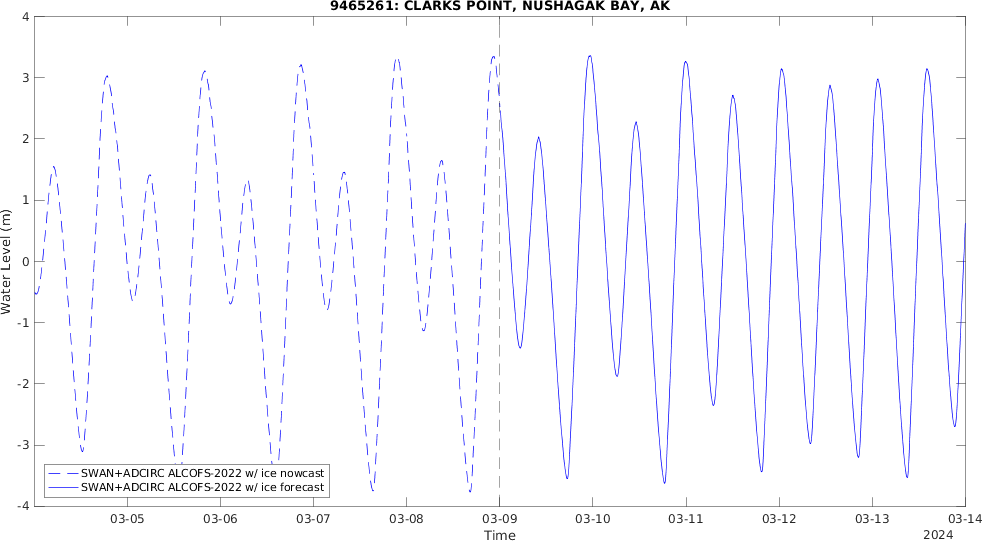 9465261: CLARKS POINT, NUSHAGAK BAY, AK
4
3
2
1
0
-1
-2
-3
-4
Water Level (m)
SWAN+ADCIRC ALCOFS-2022 w/ ice nowcast
SWAN+ADCIRC ALCOFS-2022 w/ ice forecast
03-05 03-06 03-07 03-08 03-09 03-10 03-11 03-12 03-13 03-14
Time
2024